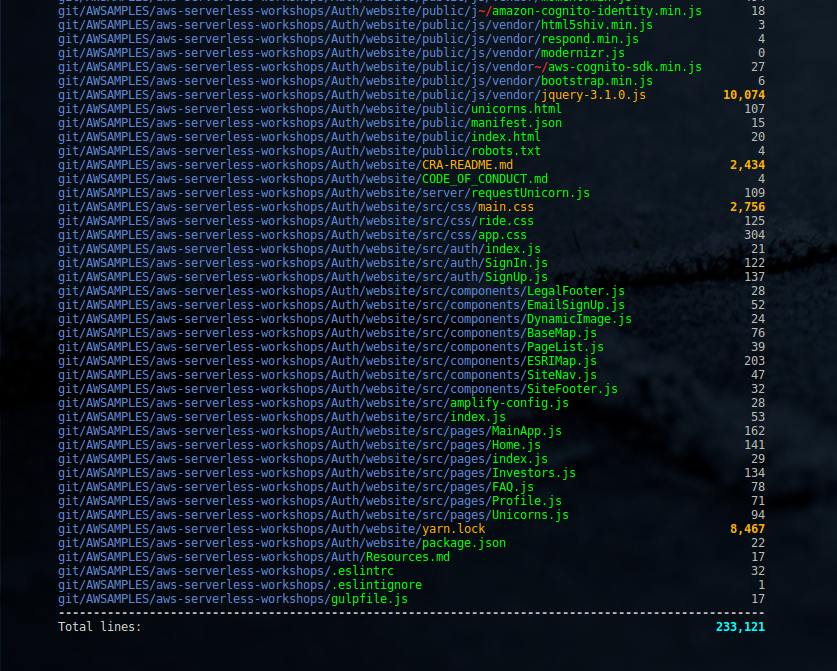 git/AWSAMPLES/aws-serverless-workshops/Auth/website/public/j~/amazon-cognito-identity.min.js 18
git/AWSAMPLES/aws-serverless-workshops/Auth/website/public/js/vendor/html5shiv.min.js 3
git/AWSAMPLES/aws-serverless-workshops/Auth/website/public/js/vendor/respond.min.js 4
git/AWSAMPLES/aws-serverless-workshops/Auth/website/public/js/vendor/modernizr.js 0
git/AWSAMPLES/aws-serverless-workshops/Auth/website/public/js/vendor~/aws-cognito-sdk.min.js 27
git/AWSAMPLES/aws-serverless-workshops/Auth/website/public/js/vendor/bootstrap.min.js 6
git/AWSAMPLES/aws-serverless-workshops/Auth/website/public/js/vendor/jquery-3.1.0.js 10,074
git/AWSAMPLES/aws-serverless-workshops/Auth/website/public/unicorns.html 107
git/AWSAMPLES/aws-serverless-workshops/Auth/website/public/manifest.json 15
git/AWSAMPLES/aws-serverless-workshops/Auth/website/public/index.html 20
git/AWSAMPLES/aws-serverless-workshops/Auth/website/public/robots.txt 4
git/AWSAMPLES/aws-serverless-workshops/Auth/website/CRA-README.md 2,434
git/AWSAMPLES/aws-serverless-workshops/Auth/website/CODE_OF_CONDUCT.md 4
git/AWSAMPLES/aws-serverless-workshops/Auth/website/server/requestUnicorn.js 109
git/AWSAMPLES/aws-serverless-workshops/Auth/website/src/css/main.css 2,756
git/AWSAMPLES/aws-serverless-workshops/Auth/website/src/css/ride.css 125
git/AWSAMPLES/aws-serverless-workshops/Auth/website/src/css/app.css 304
git/AWSAMPLES/aws-serverless-workshops/Auth/website/src/auth/index.js 21
git/AWSAMPLES/aws-serverless-workshops/Auth/website/src/auth/SignIn.js 122
git/AWSAMPLES/aws-serverless-workshops/Auth/website/src/auth/SignUp.js 137
git/AWSAMPLES/aws-serverless-workshops/Auth/website/src/components/LegalFooter.js 28
git/AWSAMPLES/aws-serverless-workshops/Auth/website/src/components/EmailSignUp.js 52
git/AWSAMPLES/aws-serverless-workshops/Auth/website/src/components/DynamicImage.js 24
git/AWSAMPLES/aws-serverless-workshops/Auth/website/src/components/BaseMap.js 76
git/AWSAMPLES/aws-serverless-workshops/Auth/website/src/components/PageList.js 39
git/AWSAMPLES/aws-serverless-workshops/Auth/website/src/components/ESRIMap.js 203
git/AWSAMPLES/aws-serverless-workshops/Auth/website/src/components/SiteNav.js 47
git/AWSAMPLES/aws-serverless-workshops/Auth/website/src/components/SiteFooter.js 32
git/AWSAMPLES/aws-serverless-workshops/Auth/website/src/amplify-config.js 28
git/AWSAMPLES/aws-serverless-workshops/Auth/website/src/index.js 53
git/AWSAMPLES/aws-serverless-workshops/Auth/website/src/pages/MainApp.js 162
git/AWSAMPLES/aws-serverless-workshops/Auth/website/src/pages/Home.js 141
git/AWSAMPLES/aws-serverless-workshops/Auth/website/src/pages/index.js 29
git/AWSAMPLES/aws-serverless-workshops/Auth/website/src/pages/Investors.js 134
git/AWSAMPLES/aws-serverless-workshops/Auth/website/src/pages/FAQ.js 78
git/AWSAMPLES/aws-serverless-workshops/Auth/website/src/pages/Profile.js 71
git/AWSAMPLES/aws-serverless-workshops/Auth/website/src/pages/Unicorns.js 94
git/AWSAMPLES/aws-serverless-workshops/Auth/website/yarn.lock 8,467
git/AWSAMPLES/aws-serverless-workshops/Auth/website/package.json 22
git/AWSAMPLES/aws-serverless-workshops/Auth/Resources.md 17
git/AWSAMPLES/aws-serverless-workshops/.eslintrc 32
git/AWSAMPLES/aws-serverless-workshops/.eslintignore 1
git/AWSAMPLES/aws-serverless-workshops/gulpfile.js 17
-----------------------------------------------------------------------------------------------------
Total lines: 233,121